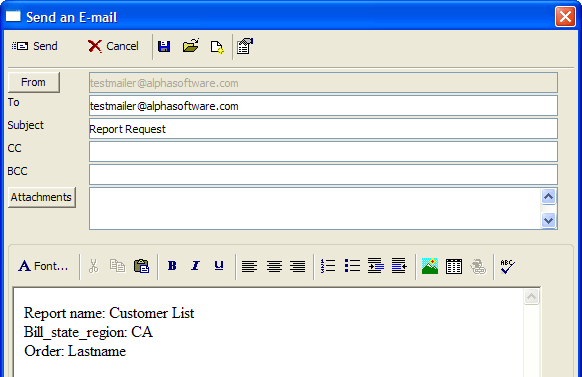 Send an E-mail
Send Cancel
From testmailer@alphasoftware.com
To testmailer@alphasoftware.com
Subject Report Request
CC
BCC
Attachments
A Font... B I U ABC
Report name: Customer List
Bill_state_region: CA
Order: Lastname